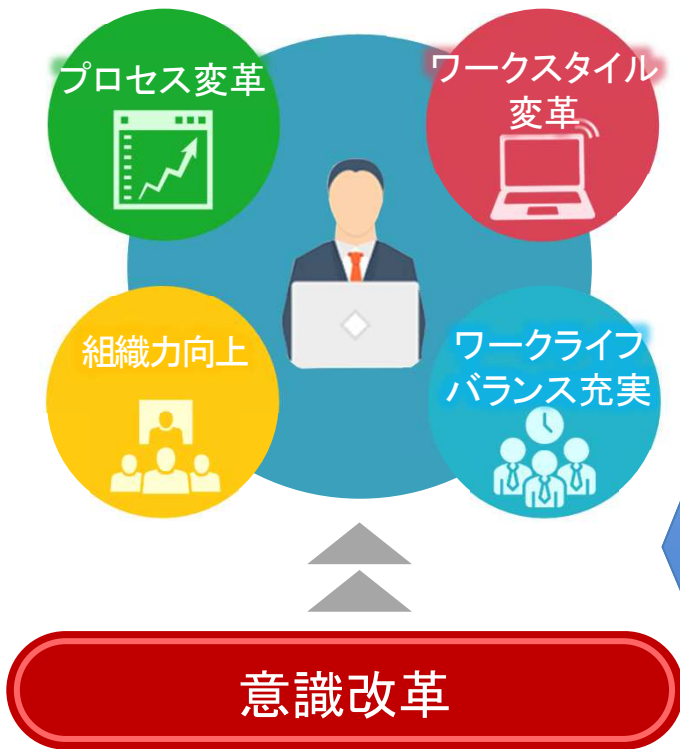 プロセス変革
ワークスタイル
変革
組織力向上
ワークライフ
バランス充実
意識改革